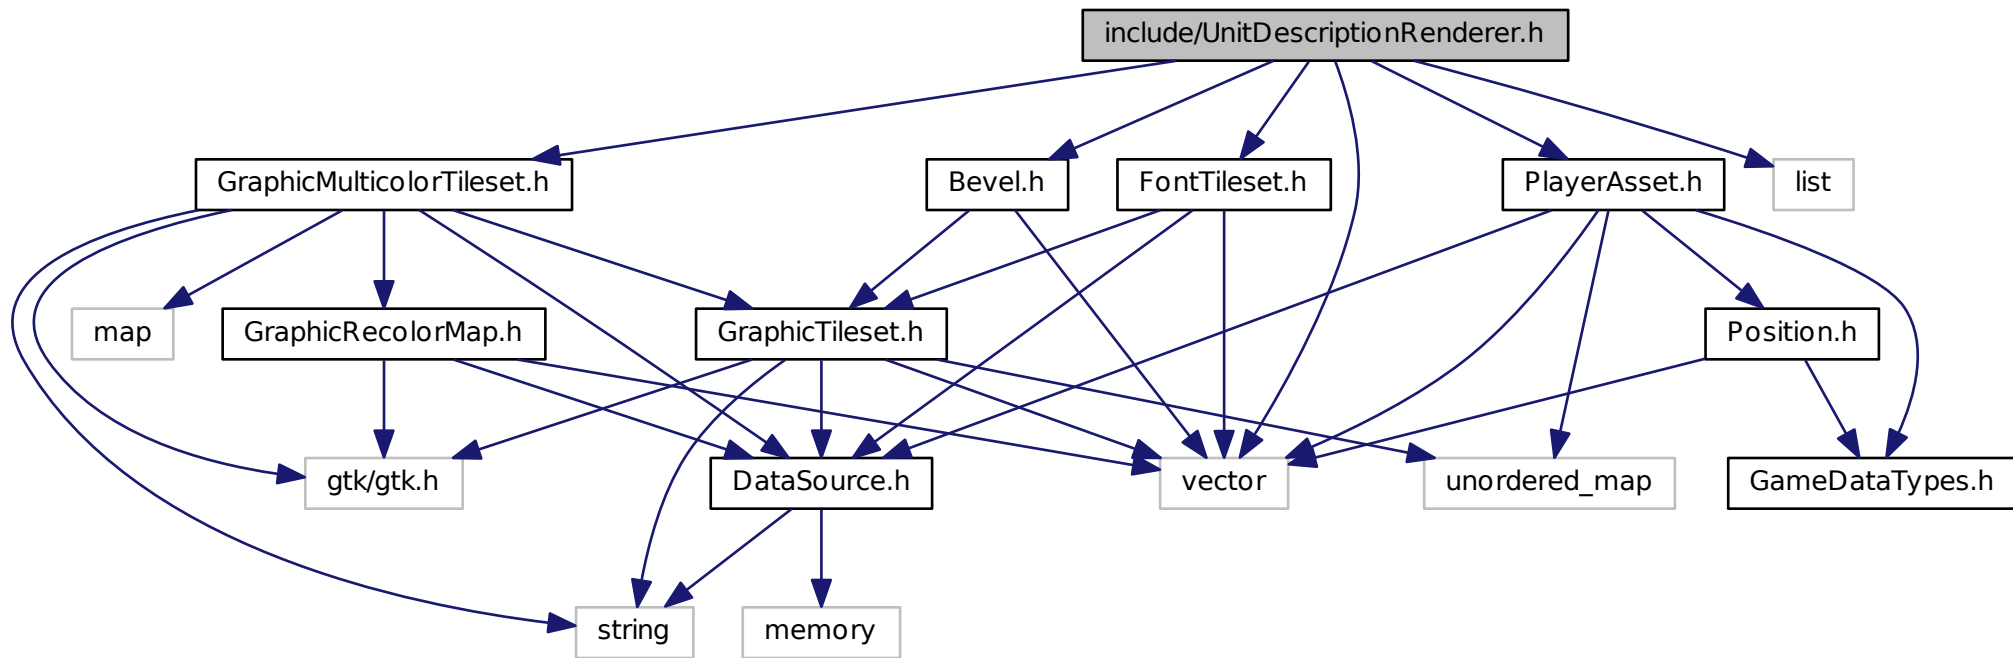 include/UnitDescriptionRenderer.h
GraphicMulticolorTileset.h
Bevel.h
FontTileset.h
PlayerAsset.h
list
map
GraphicRecolorMap.h
GraphicTileset.h
Position.h
gtk/gtk.h
DataSource.h
vector
unordered_map
GameDataTypes.h
string
memory